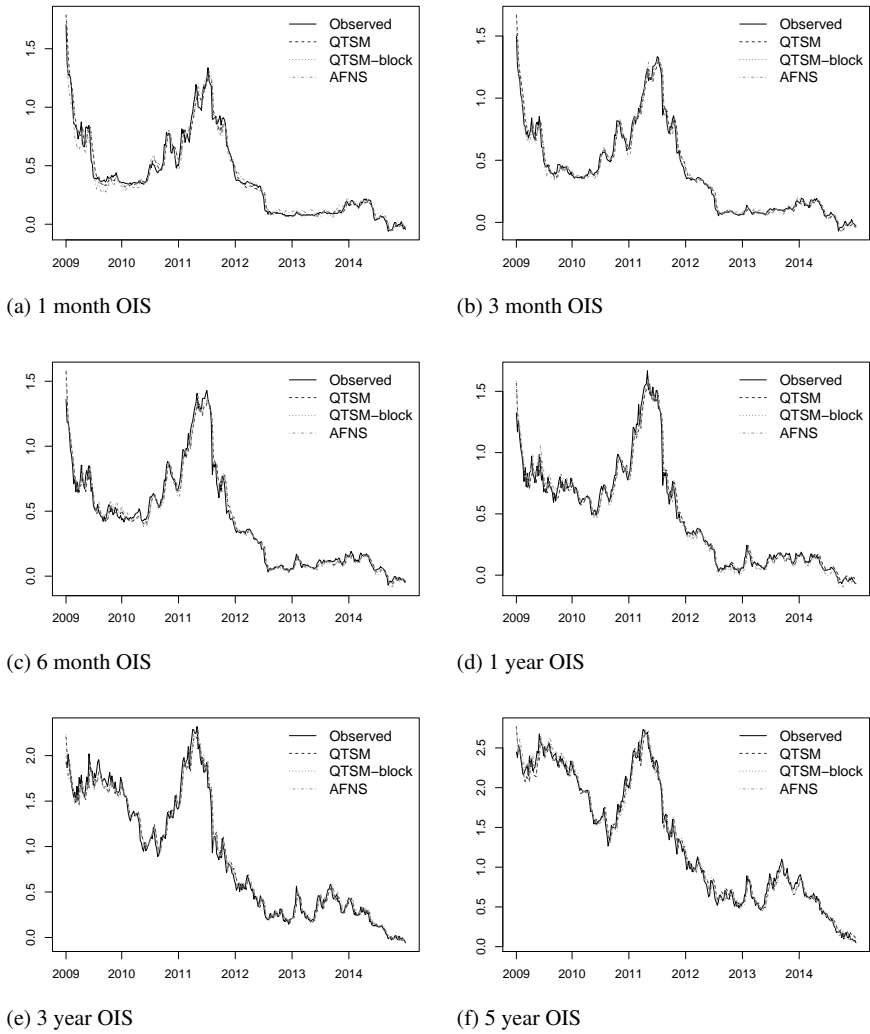 Observed
QTSM
QTSM-block
AFNS
0.0 0.5 1.0 1.5
2009 2010 2011 2012 2013 2014
(a) 1 month OIS
Observed
QTSM
QTSM-block
AFNS
0.0 0.5 1.0 1.5
2009 2010 2011 2012 2013 2014
(b) 3 month OIS
Observed
QTSM
QTSM-block
AFNS
0.0 0.5 1.0 1.5
2009 2010 2011 2012 2013 2014
(c) 6 month OIS
Observed
QTSM
QTSM-block
AFNS
0.0 0.5 1.0 1.5
2009 2010 2011 2012 2013 2014
(d) 1 year OIS
Observed
QTSM
QTSM-block
AFNS
0.0 0.5 1.0 1.5 2.0
2009 2010 2011 2012 2013 2014
(e) 3 year OIS
Observed
QTSM
QTSM-block
AFNS
0.0 0.5 1.0 1.5 2.0 2.5
2009 2010 2011 2012 2013 2014
(f) 5 year OIS